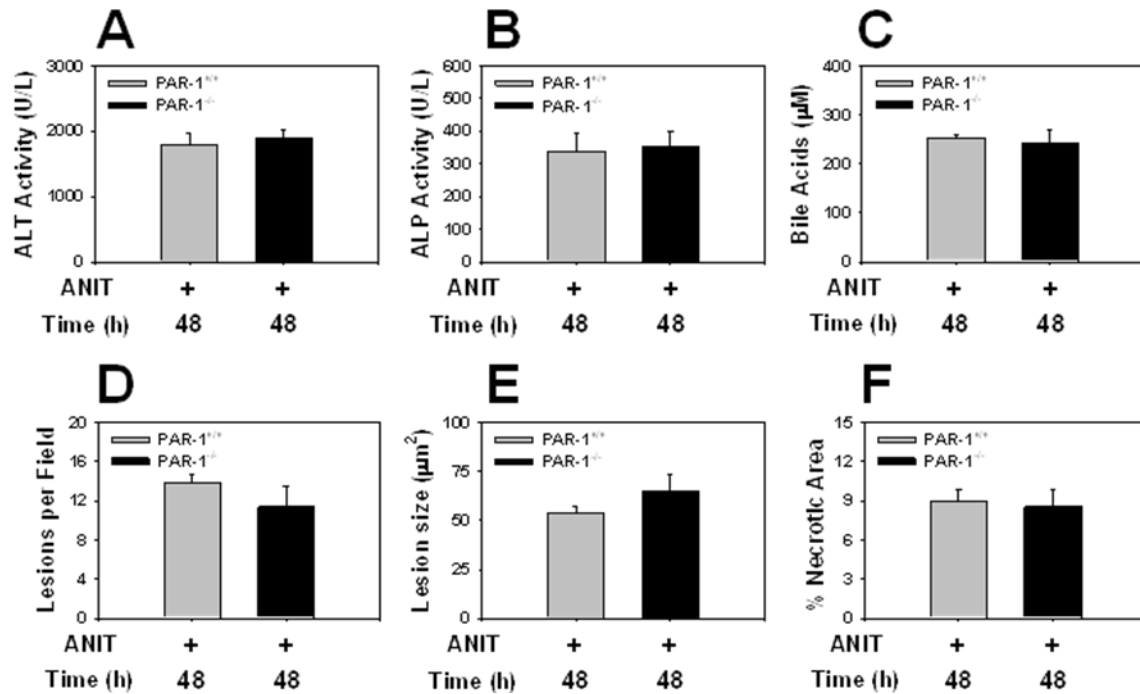 A
B
C
ALT Activity (U/L)
3000
2000
1000
0
PAR-1+/+
PAR-1-/-
ANIT + +
Time (h) 48 48
ALP Activity (U/L)
600
500
400
300
200
100
0
PAR-1+/+
PAR-1-/-
ANIT + +
Time (h) 48 48
Bile Acids (µM)
400
300
200
100
0
PAR-1+/+
PAR-1-/-
ANIT + +
Time (h) 48 48
D
E
F
Lesions per Field
20
16
12
8
4
0
PAR-1+/+
PAR-1-/-
ANIT + +
Time (h) 48 48
Lesion size (µm²)
100
75
50
25
0
PAR-1+/+
PAR-1-/-
ANIT + +
Time (h) 48 48
% Necrotic Area
15
12
9
6
3
0
PAR-1+/+
PAR-1-/-
ANIT + +
Time (h) 48 48